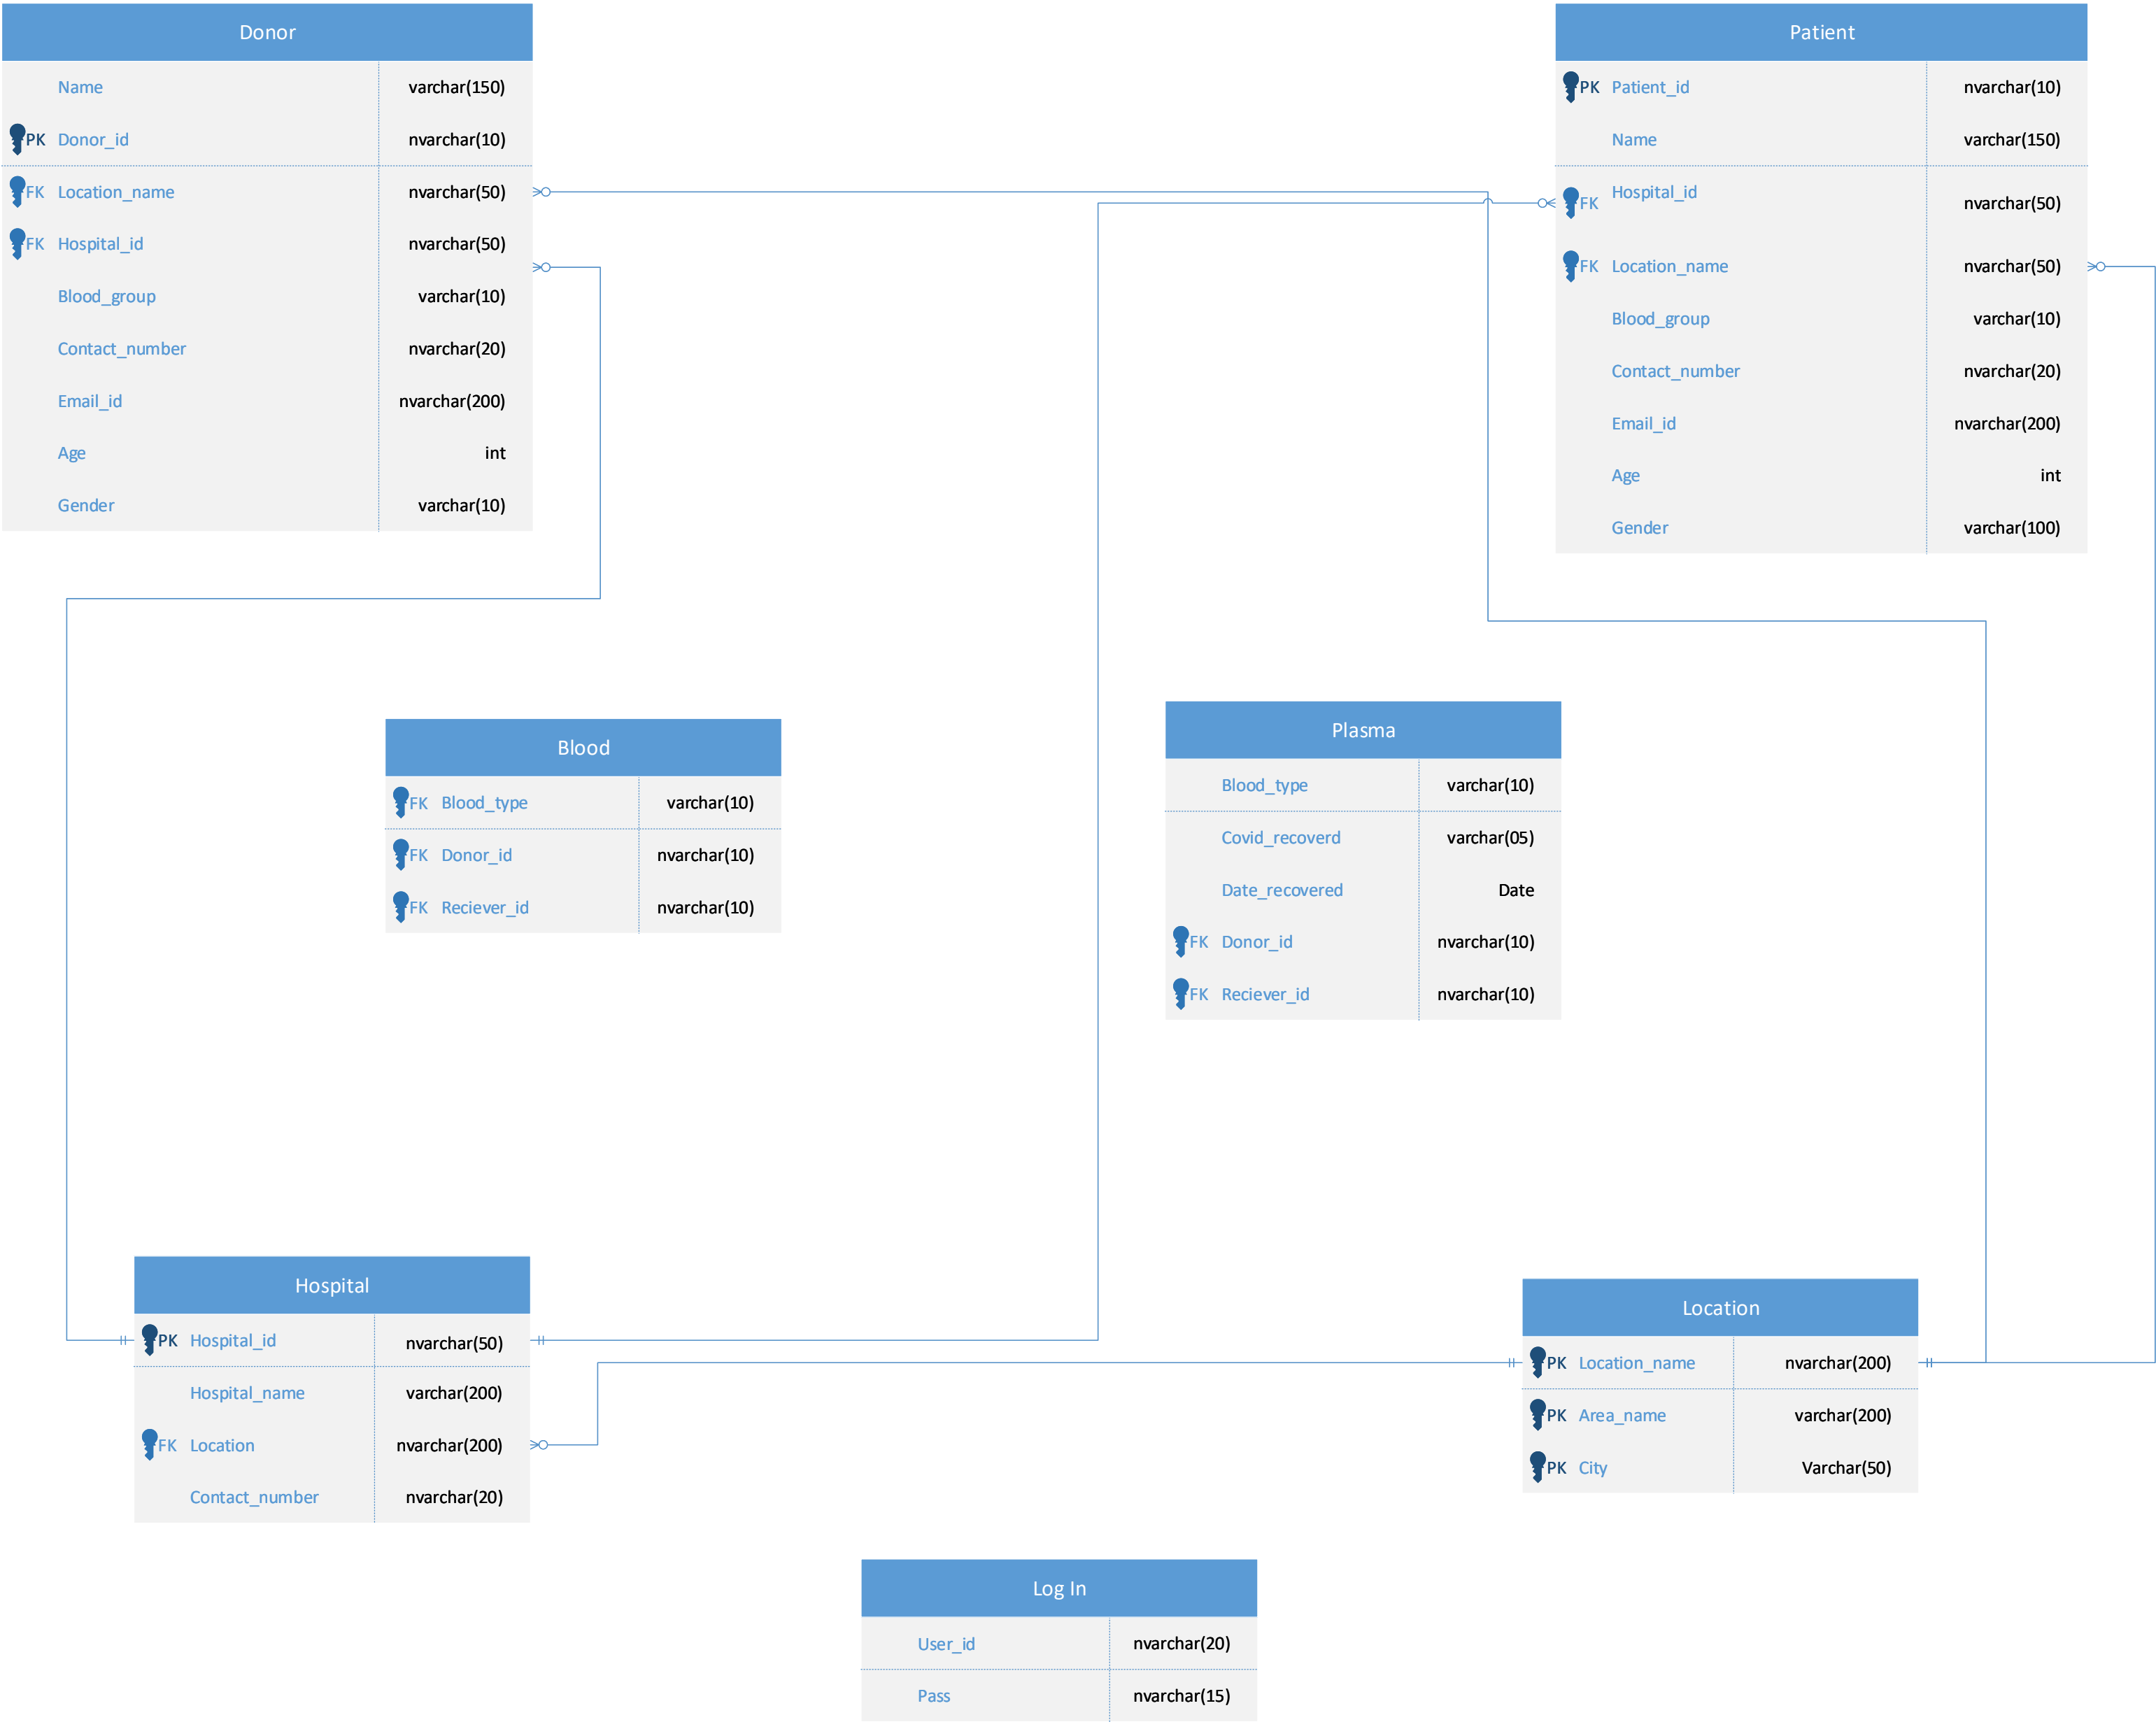 Donor
Name varchar(150)
PK Donor_id nvarchar(10)
FK Location_name nvarchar(50)
FK Hospital_id nvarchar(50)
Blood_group varchar(10)
Contact_number nvarchar(20)
Email_id nvarchar(200)
Age int
Gender varchar(10)
Patient
PK Patient_id nvarchar(10)
Name varchar(150)
FK Hospital_id nvarchar(50)
FK Location_name nvarchar(50)
Blood_group varchar(10)
Contact_number nvarchar(20)
Email_id nvarchar(200)
Age int
Gender varchar(100)
Blood
FK Blood_type varchar(10)
FK Donor_id nvarchar(10)
FK Reciever_id nvarchar(10)
Plasma
Blood_type varchar(10)
Covid_recoverd varchar(05)
Date_recovered Date
FK Donor_id nvarchar(10)
FK Reciever_id nvarchar(10)
Hospital
PK Hospital_id nvarchar(50)
Hospital_name varchar(200)
FK Location nvarchar(200)
Contact_number nvarchar(20)
Location
PK Location_name nvarchar(200)
PK Area_name varchar(200)
PK City Varchar(50)
Log In
User_id nvarchar(20)
Pass nvarchar(15)